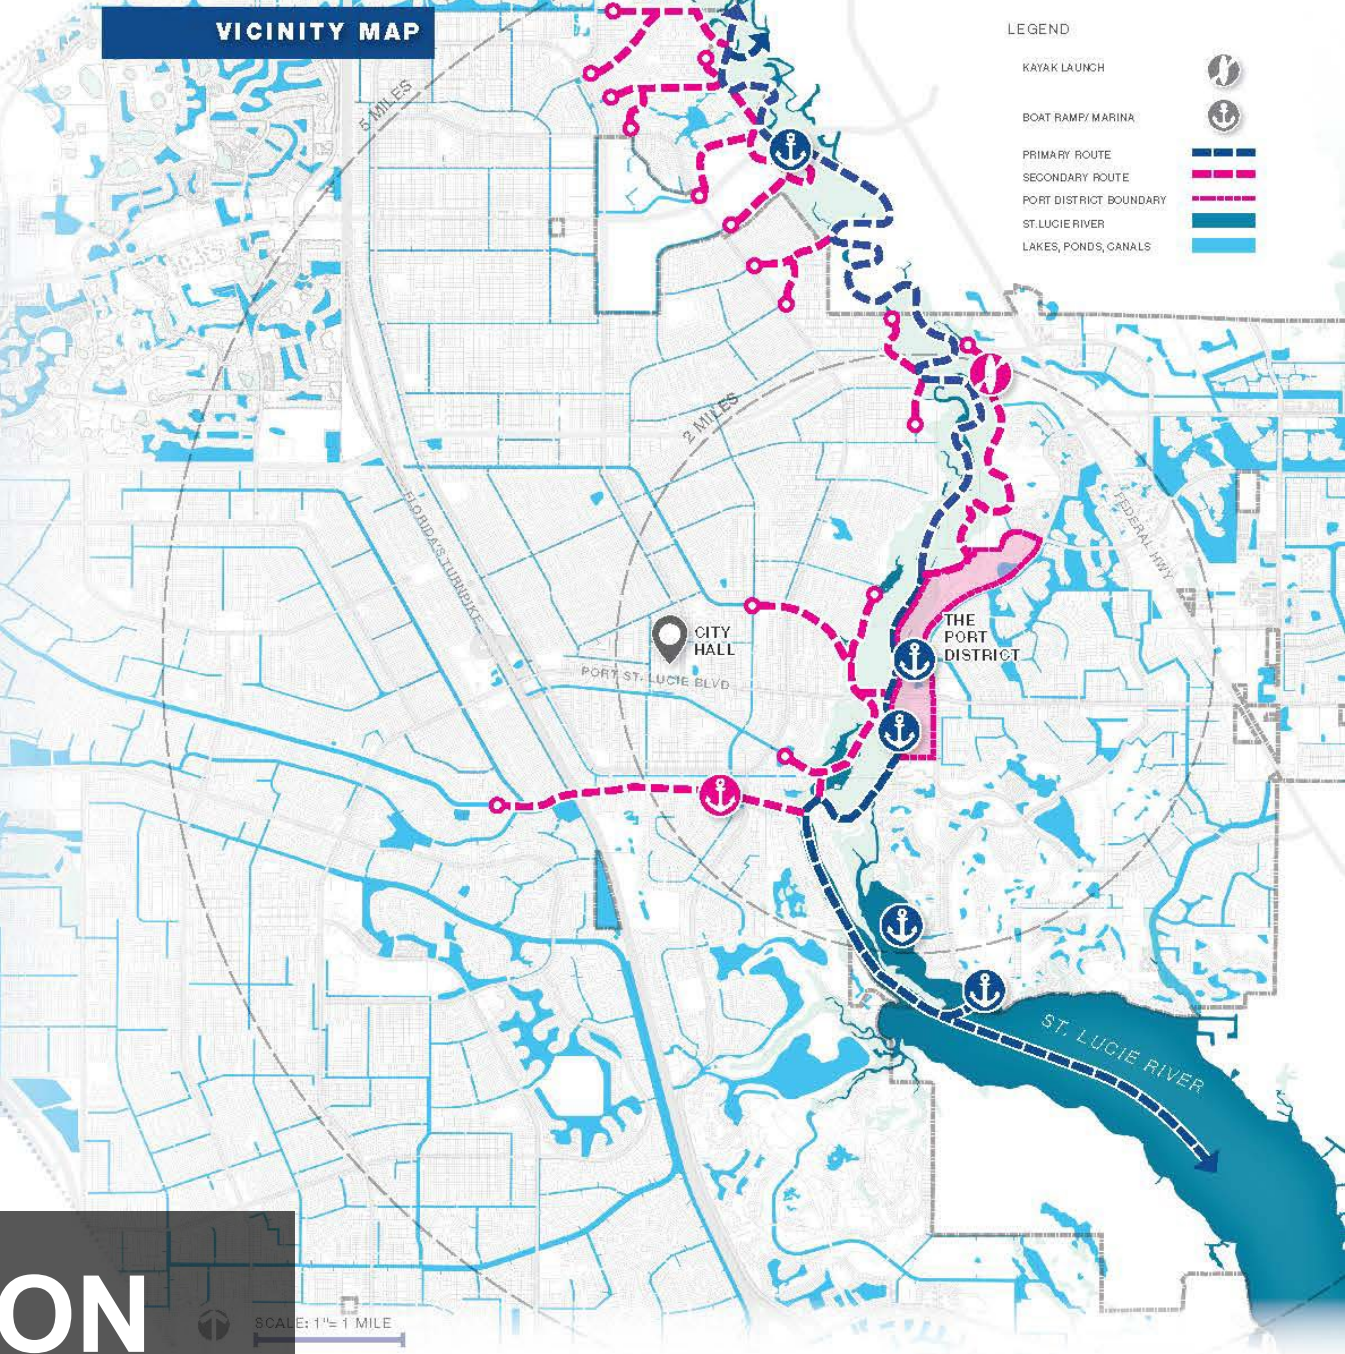 VICINITY MAP
LEGEND
KAYAK LAUNCH
BOAT RAMP/ MARINA
PRIMARY ROUTE
SECONDARY ROUTE
PORT DISTRICT BOUNDARY
ST.LUCIE RIVER
LAKES, PONDS, CANALS
5 MILES
2 MILES
FLORIDA'S TURNPIKE
FEDERAL HWY
CITY
HALL
PORT ST. LUCIE BLVD
THE
PORT
DISTRICT
ST. LUCIE RIVER
ON
SCALE: 1"= 1 MILE